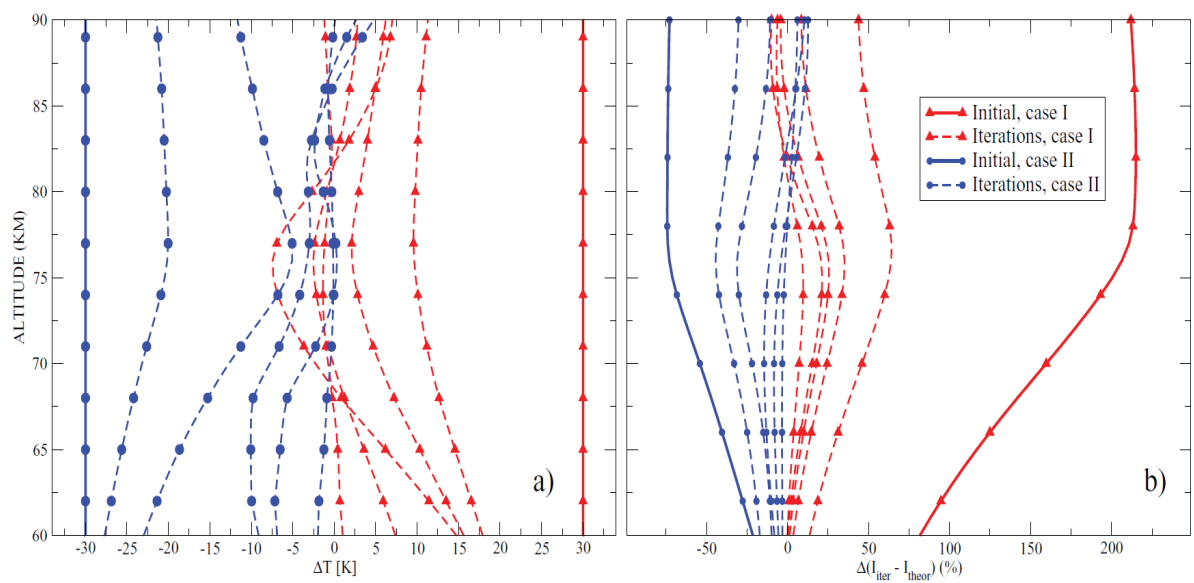 90
85
80
75
70
65
60
ALTITUDE (KM)
-30 -25 -20 -15 -10 -5 0 5 10 15 20 25 30
ΔT [K]
a)
Initial, case I
Iterations, case I
Initial, case II
Iterations, case II
b)
-50 0 50 100 150 200
Δ(I_iter - I_theor) (%)